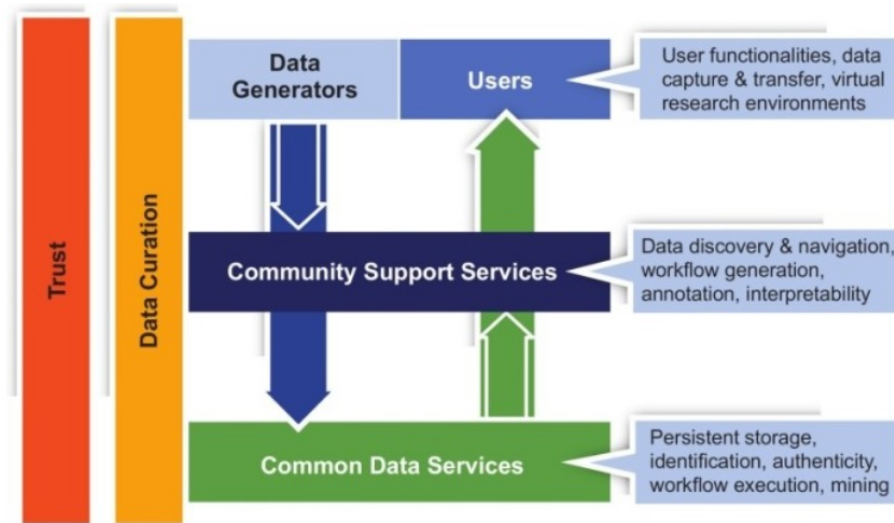 Trust
Data Curation
Data
Generators
Users
User functionalities, data
capture & transfer, virtual
research environments
Community Support Services
Data discovery & navigation,
workflow generation,
annotation, interpretability
Common Data Services
Persistent storage,
identification, authenticity,
workflow execution, mining